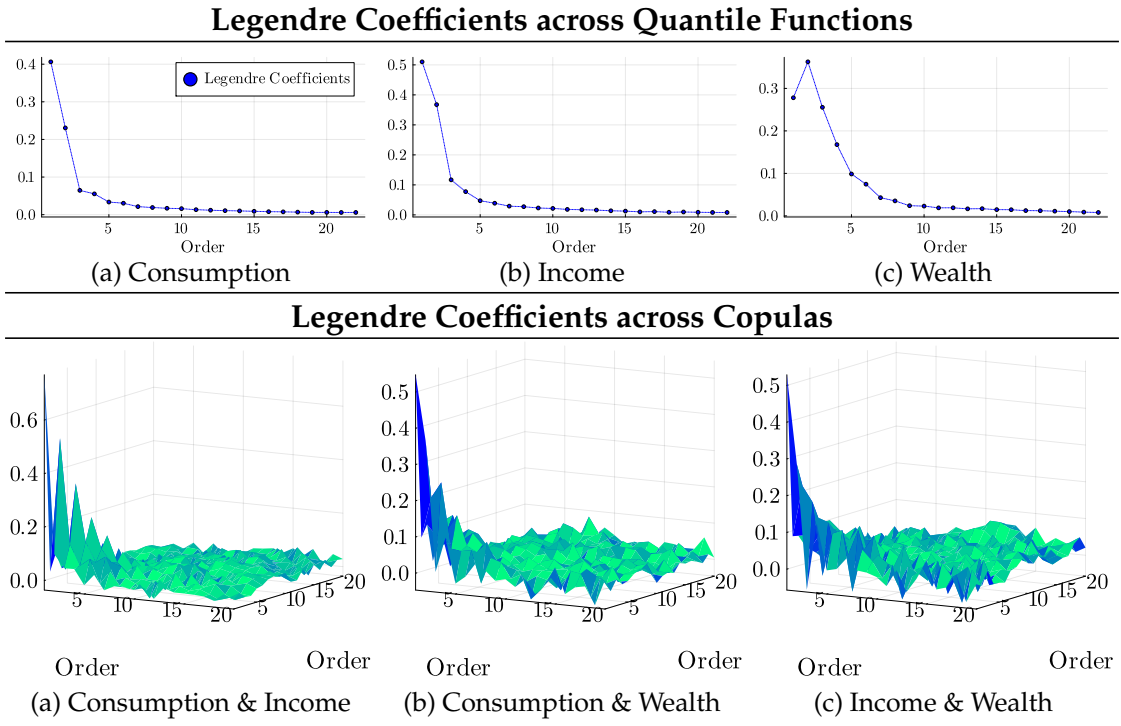 Legendre Coefficients across Quantile Functions
0.4
0.3
0.2
0.1
0.0
Legendre Coefficients
5 10 15 20
Order
(a) Consumption
0.5
0.4
0.3
0.2
0.1
0.0
5 10 15 20
Order
(b) Income
0.3
0.2
0.1
0.0
5 10 15 20
Order
(c) Wealth
Legendre Coefficients across Copulas
0.6
0.4
0.2
0.0
5 10 15 20
5 10 15 20
Order Order
(a) Consumption & Income
0.5
0.4
0.3
0.2
0.1
0.0
5 10 15 20
5 10 15 20
Order Order
(b) Consumption & Wealth
0.5
0.4
0.3
0.2
0.1
0.0
5 10 15 20
5 10 15 20
Order Order
(c) Income & Wealth